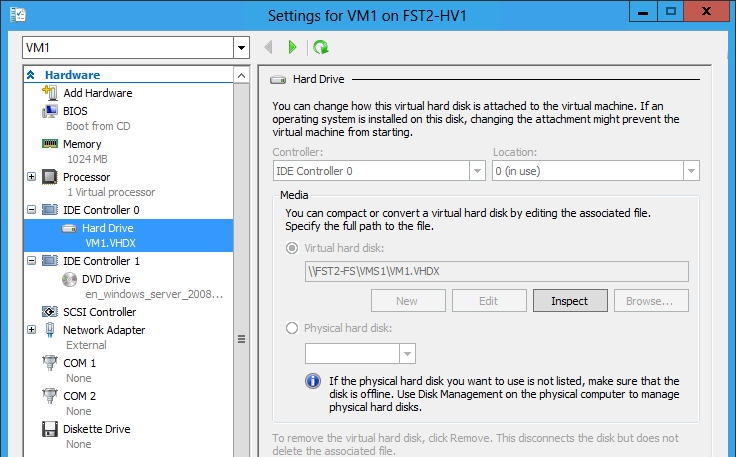 Settings for VM1 on FST2-HV1
VM1
Hardware
Add Hardware
BIOS
Boot from CD
Memory
1024 MB
Processor
1 Virtual processor
IDE Controller 0
Hard Drive
VM1.VHDX
IDE Controller 1
DVD Drive
en_windows_server_2008...
SCSI Controller
Network Adapter
External
COM 1
None
COM 2
None
Diskette Drive
None
Hard Drive
You can change how this virtual hard disk is attached to the virtual machine. If an
operating system is installed on this disk, changing the attachment might prevent the
virtual machine from starting.
Controller:
Location:
IDE Controller 0
0 (in use)
Media
You can compact or convert a virtual hard disk by editing the associated file.
Specify the full path to the file.
Virtual hard disk:
\\FST2-FS\VMS1\VM1.VHDX
New
Edit
Inspect
Browse...
Physical hard disk:
If the physical hard disk you want to use is not listed, make sure that the
disk is offline. Use Disk Management on the physical computer to manage
physical hard disks.
To remove the virtual hard disk, click Remove. This disconnects the disk but does not
delete the associated file.